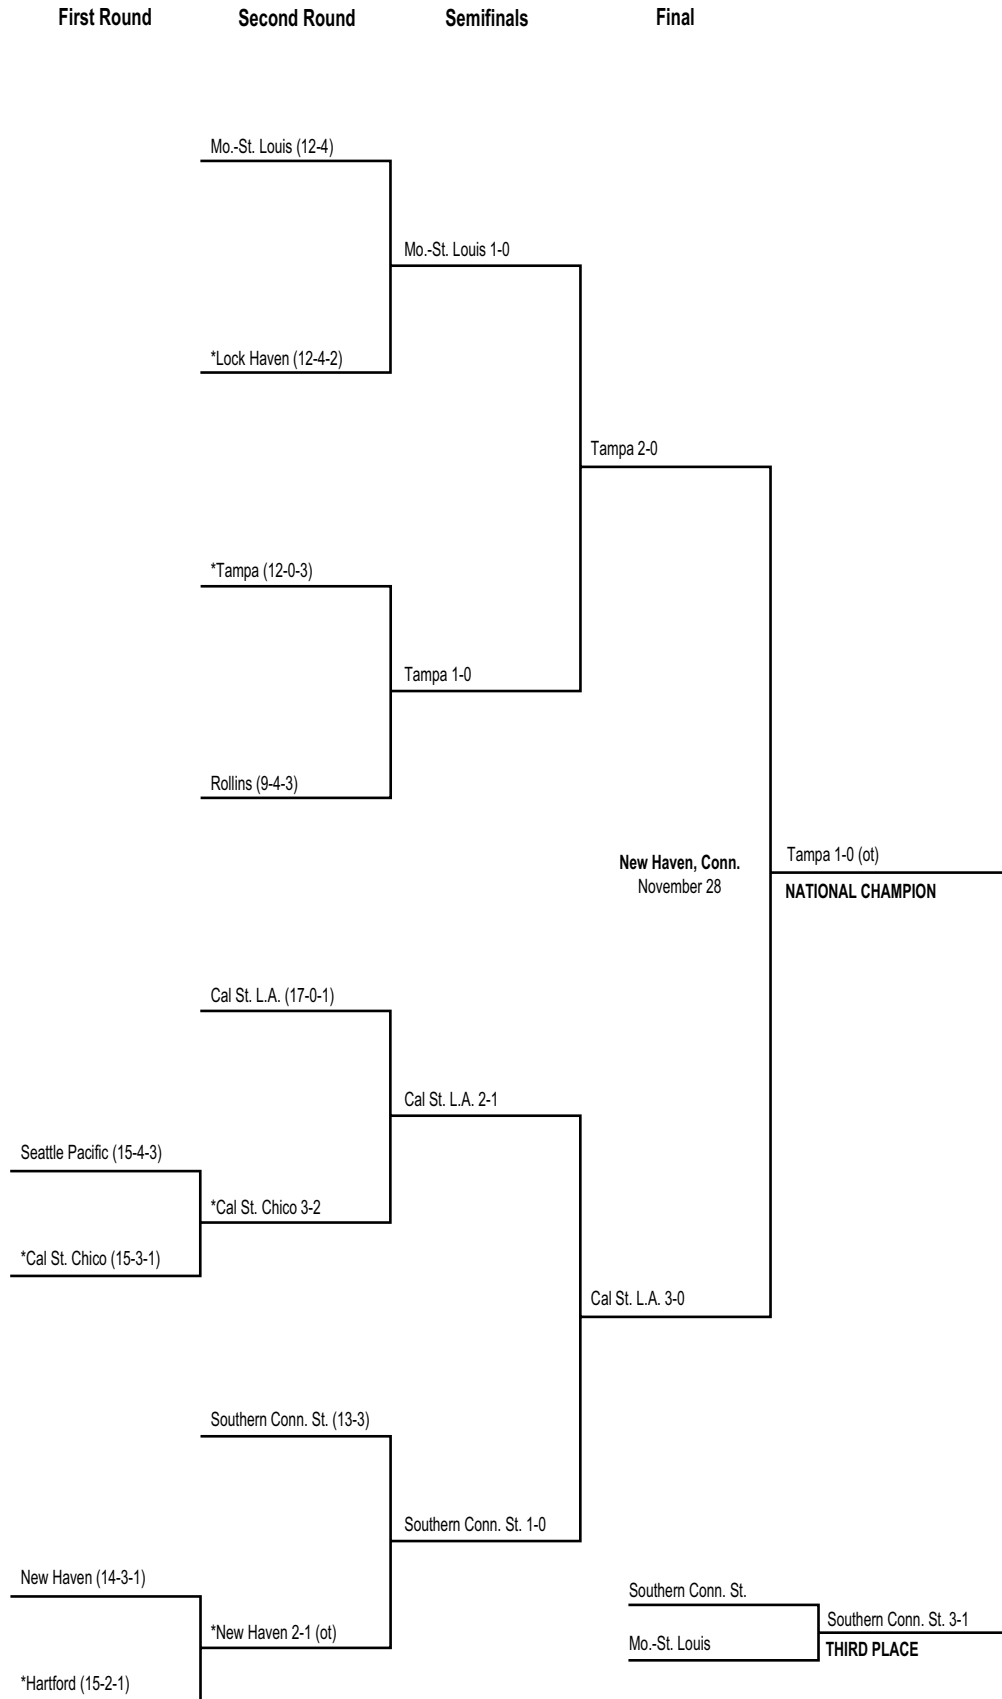 First Round
Second Round
Semifinals
Final
Mo.-St. Louis (12-4)
Mo.-St. Louis 1-0
*Lock Haven (12-4-2)
Tampa 2-0
*Tampa (12-0-3)
Tampa 1-0
Rollins (9-4-3)
New Haven, Conn.
November 28
Tampa 1-0 (ot)
NATIONAL CHAMPION
Cal St. L.A. (17-0-1)
Cal St. L.A. 2-1
Seattle Pacific (15-4-3)
*Cal St. Chico 3-2
*Cal St. Chico (15-3-1)
Cal St. L.A. 3-0
Southern Conn. St. (13-3)
Southern Conn. St. 1-0
New Haven (14-3-1)
*New Haven 2-1 (ot)
*Hartford (15-2-1)
Southern Conn. St.
Southern Conn. St. 3-1
Mo.-St. Louis
THIRD PLACE